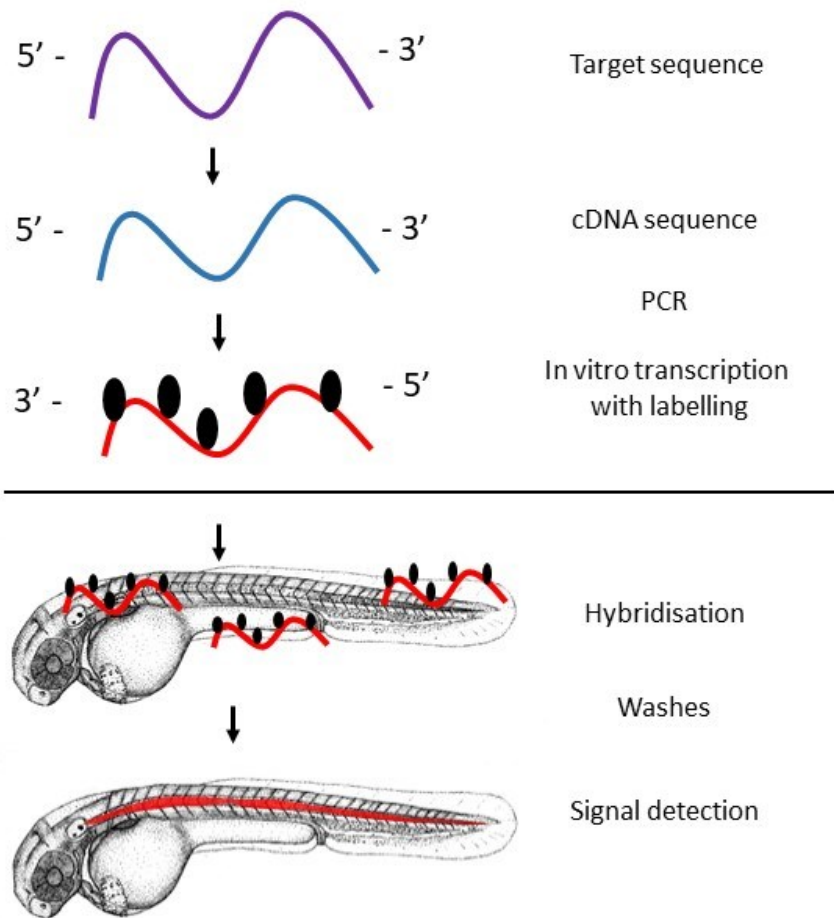 5’ -
- 3’
Target sequence
5’ -
- 3’
cDNA sequence
PCR
3’ -
- 5’
In vitro transcription
with labelling
Hybridisation
Washes
Signal detection